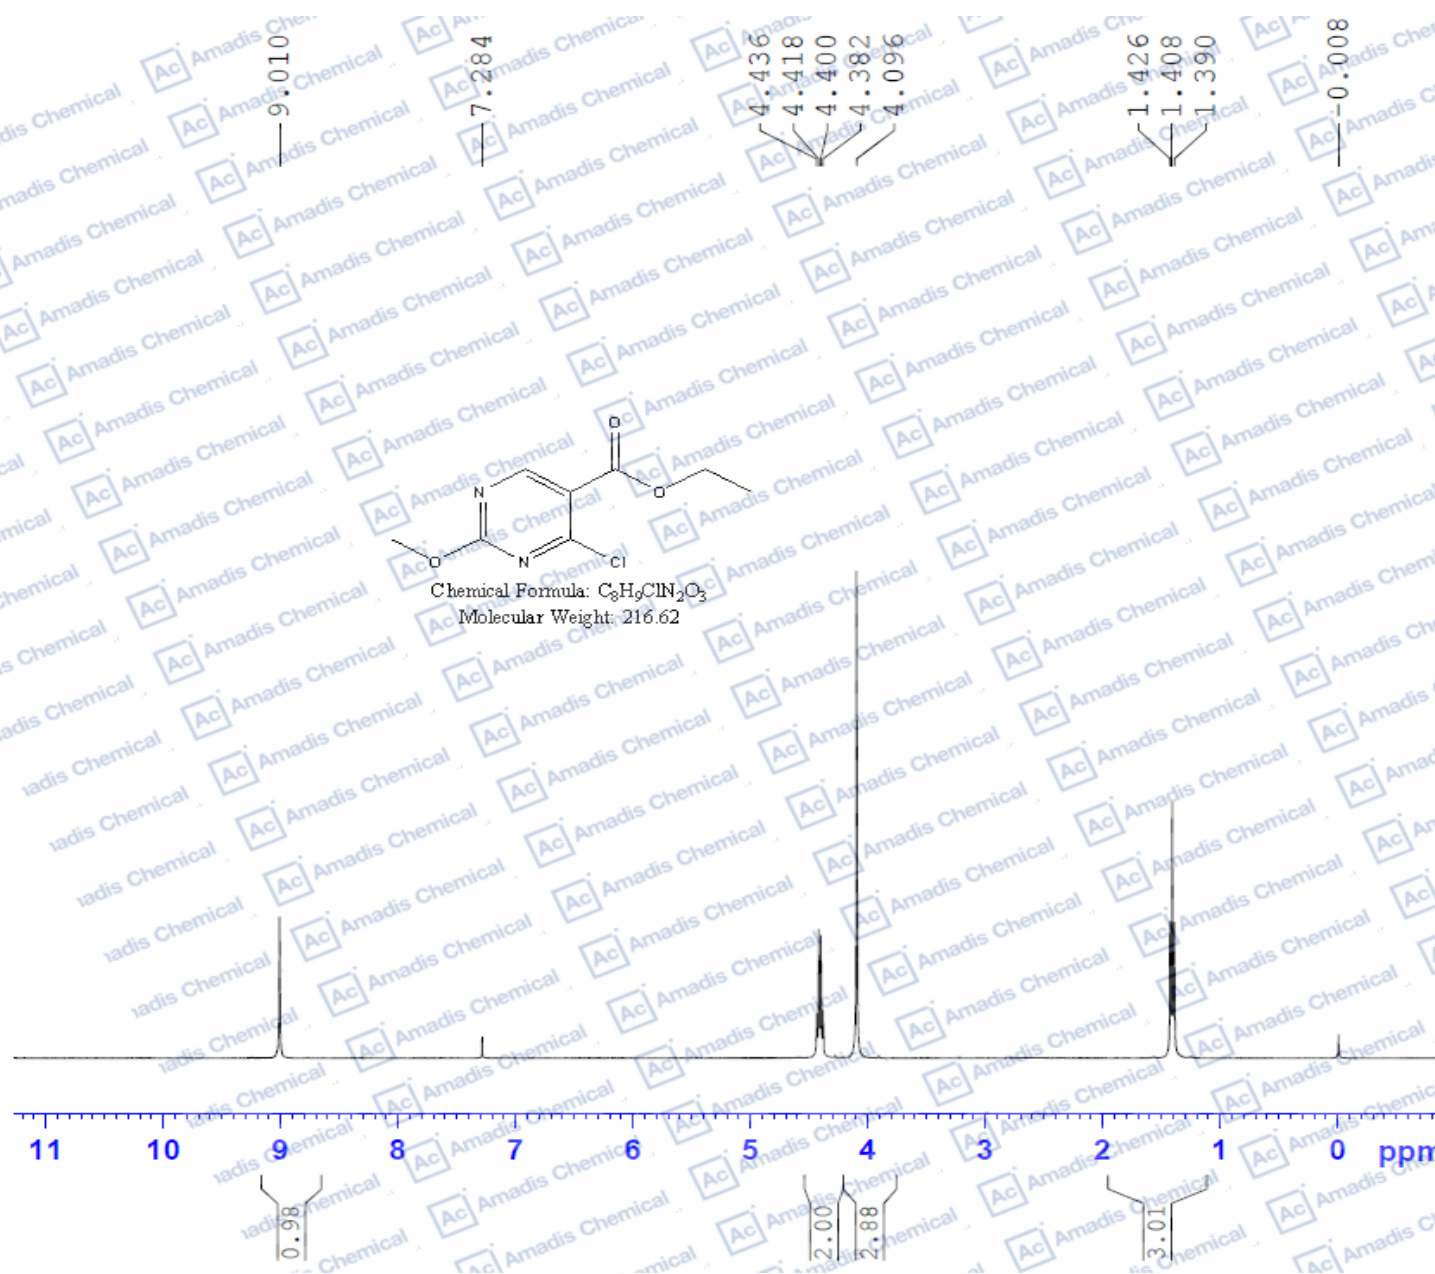 9.010
7.284
4.436
4.418
4.400
4.382
4.096
1.426
1.408
1.390
-0.008
O
N
O
O
N
Cl
Chemical Formula: C₈H₉ClN₂O₃
Molecular Weight: 216.62
11 10 9 8 7 6 5 4 3 2 1 0 ppm
0.98
2.00
2.88
3.01
Ac Amadis Chemical